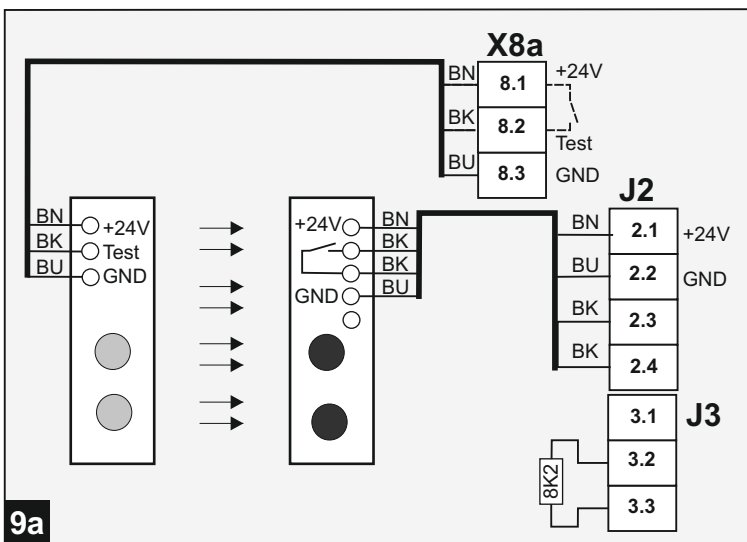 X8a
BN 8.1 +24V
BK 8.2
Test
BU 8.3 GND
J2
BN 2.1 +24V
BU 2.2 GND
BK 2.3
BK 2.4
BN +24V
BK Test
BU GND
+24V BN
BK
BK
GND BU
3.1 J3
3.2
8K2
3.3
9a